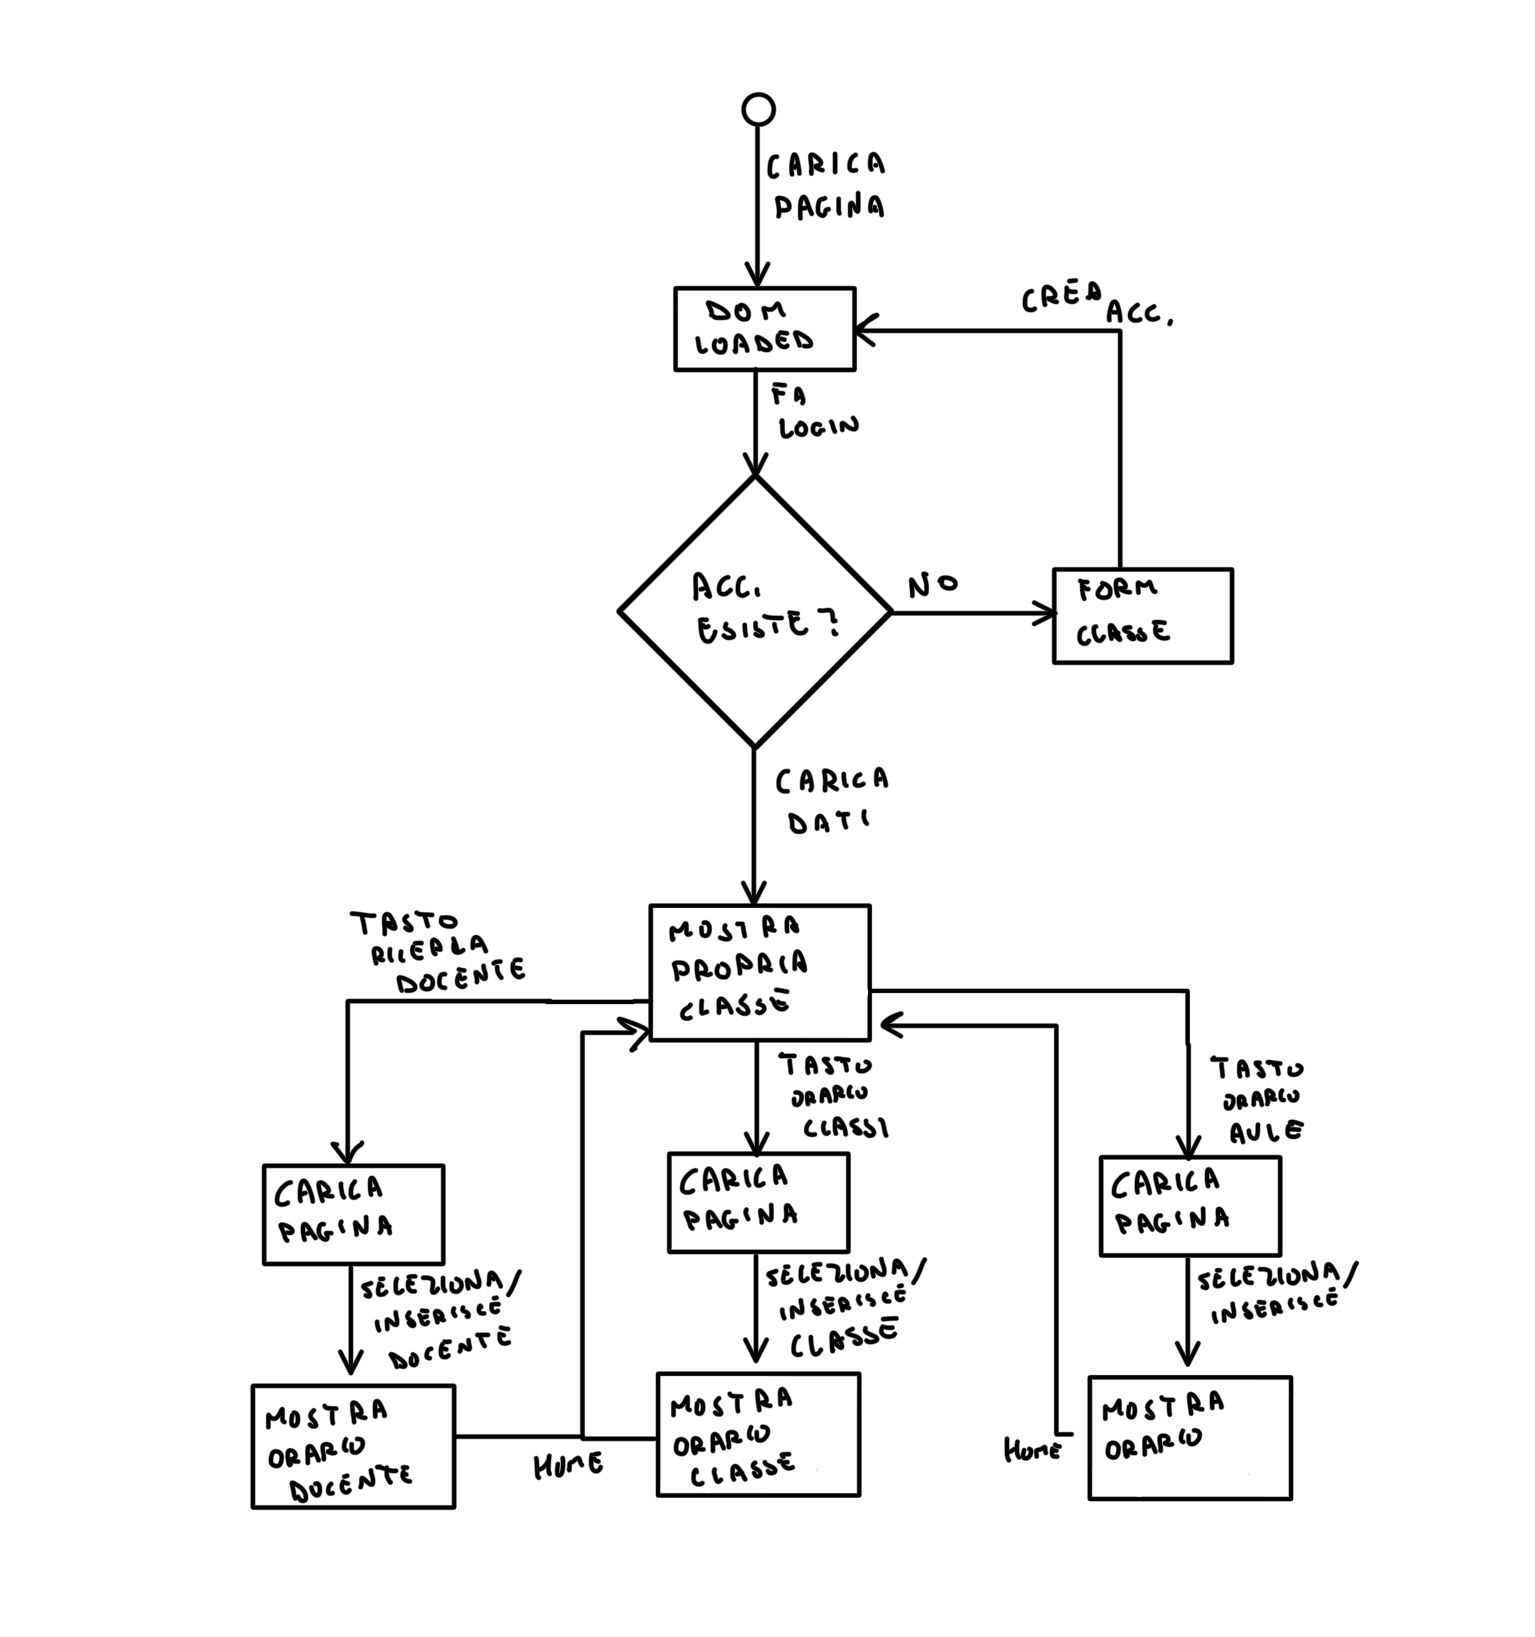 CARICA
PAGINA
DOM
LOADED
CREA
ACC.
FA
LOGIN
ACC.
ESISTE?
NO
FORM
CLASSE
CARICA
DATI
MOSTRA
PROPRIA
CLASSE
TASTO
RICERCA
DOCENTE
TASTO
ORARIO
CLASSI
TASTO
ORARIO
AULE
CARICA
PAGINA
CARICA
PAGINA
CARICA
PAGINA
SELEZIONA/
INSERISCE
DOCENTE
SELEZIONA/
INSERISCE
CLASSE
SELEZIONA/
INSERISCE
MOSTRA
ORARIO
DOCENTE
HOME
MOSTRA
ORARIO
CLASSE
HOME
MOSTRA
ORARIO